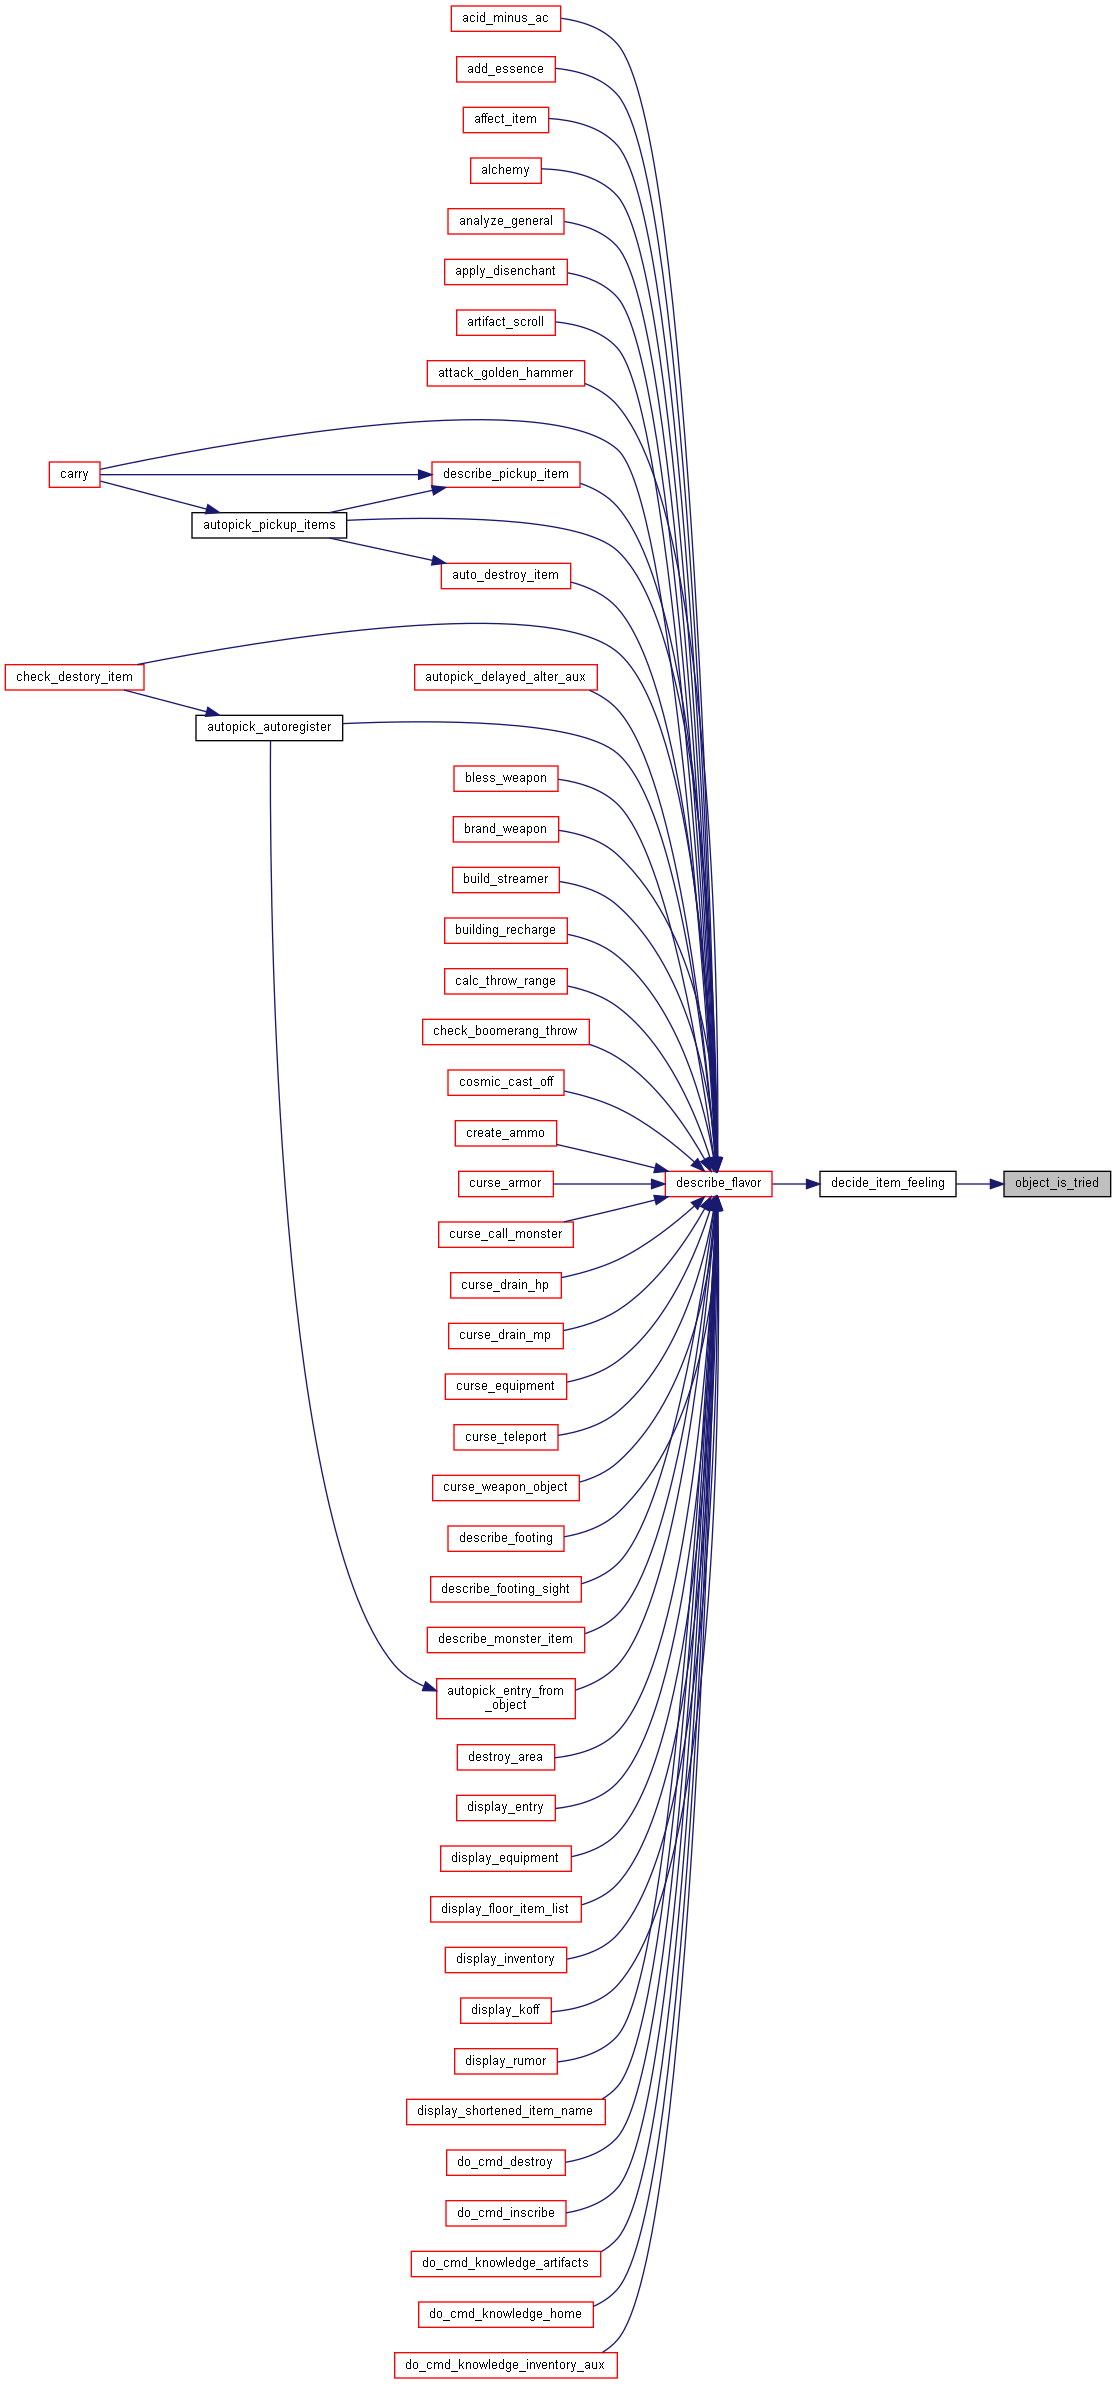 acid_minus_ac
add_essence
affect_item
alchemy
analyze_general
apply_disenchant
artifact_scroll
attack_golden_hammer
carry
describe_pickup_item
autopick_pickup_items
auto_destroy_item
check_destory_item
autopick_delayed_alter_aux
autopick_autoregister
bless_weapon
brand_weapon
build_streamer
building_recharge
calc_throw_range
check_boomerang_throw
cosmic_cast_off
create_ammo
curse_armor
describe_flavor
decide_item_feeling
object_is_tried
curse_call_monster
curse_drain_hp
curse_drain_mp
curse_equipment
curse_teleport
curse_weapon_object
describe_footing
describe_footing_sight
describe_monster_item
autopick_entry_from
_object
destroy_area
display_entry
display_equipment
display_floor_item_list
display_inventory
display_koff
display_rumor
display_shortened_item_name
do_cmd_destroy
do_cmd_inscribe
do_cmd_knowledge_artifacts
do_cmd_knowledge_home
do_cmd_knowledge_inventory_aux